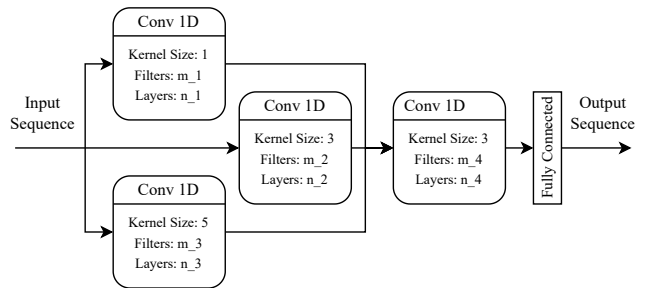 Conv 1D
Kernel Size: 1
Filters: m_1
Layers: n_1
Input
Sequence
Conv 1D
Kernel Size: 3
Filters: m_2
Layers: n_2
Conv 1D
Kernel Size: 3
Filters: m_4
Layers: n_4
Fully Connected
Output
Sequence
Conv 1D
Kernel Size: 5
Filters: m_3
Layers: n_3